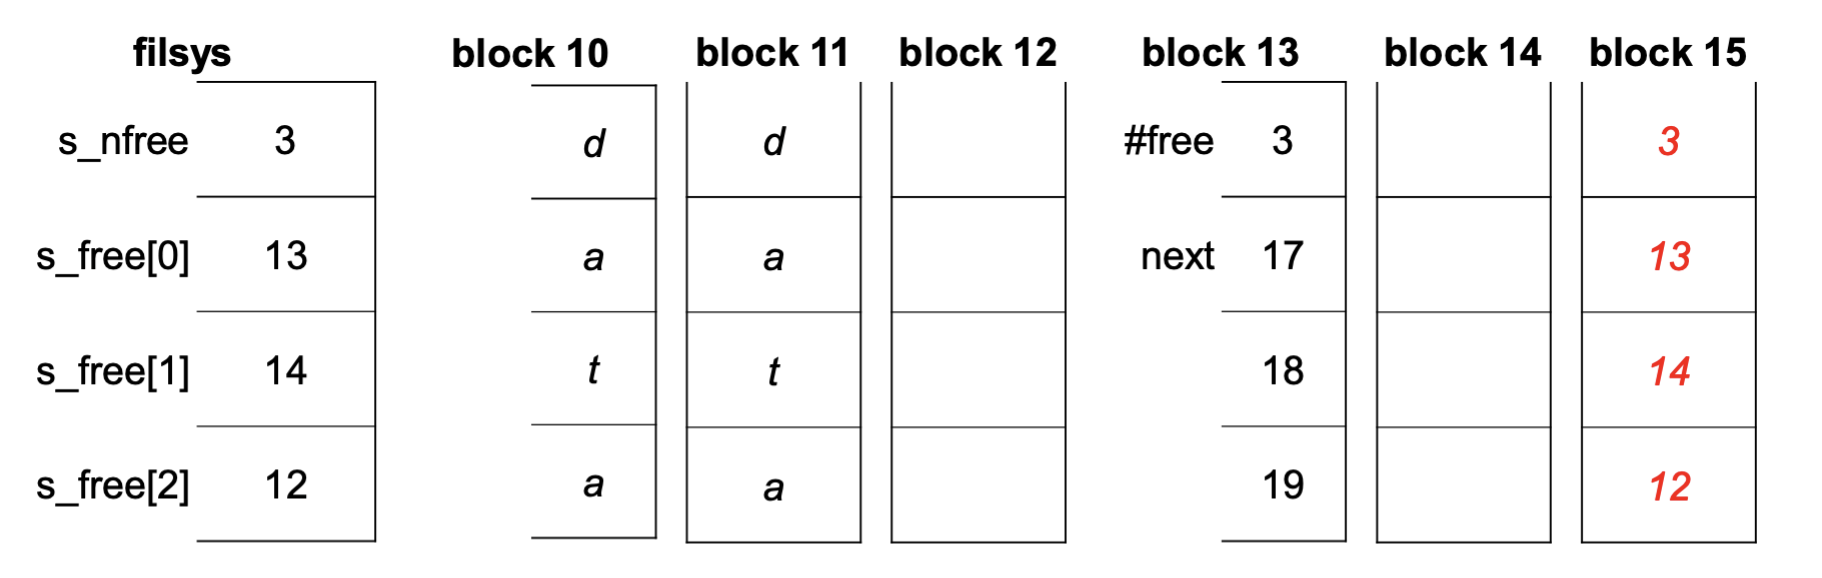 filsys block 10 block 11 block 12 block 13 block 14 block 15
s_nfree 3 d d #free 3 3
s_free[0] 13 a a next 17 13
s_free[1] 14 t t 18 14
s_free[2] 12 a a 19 12